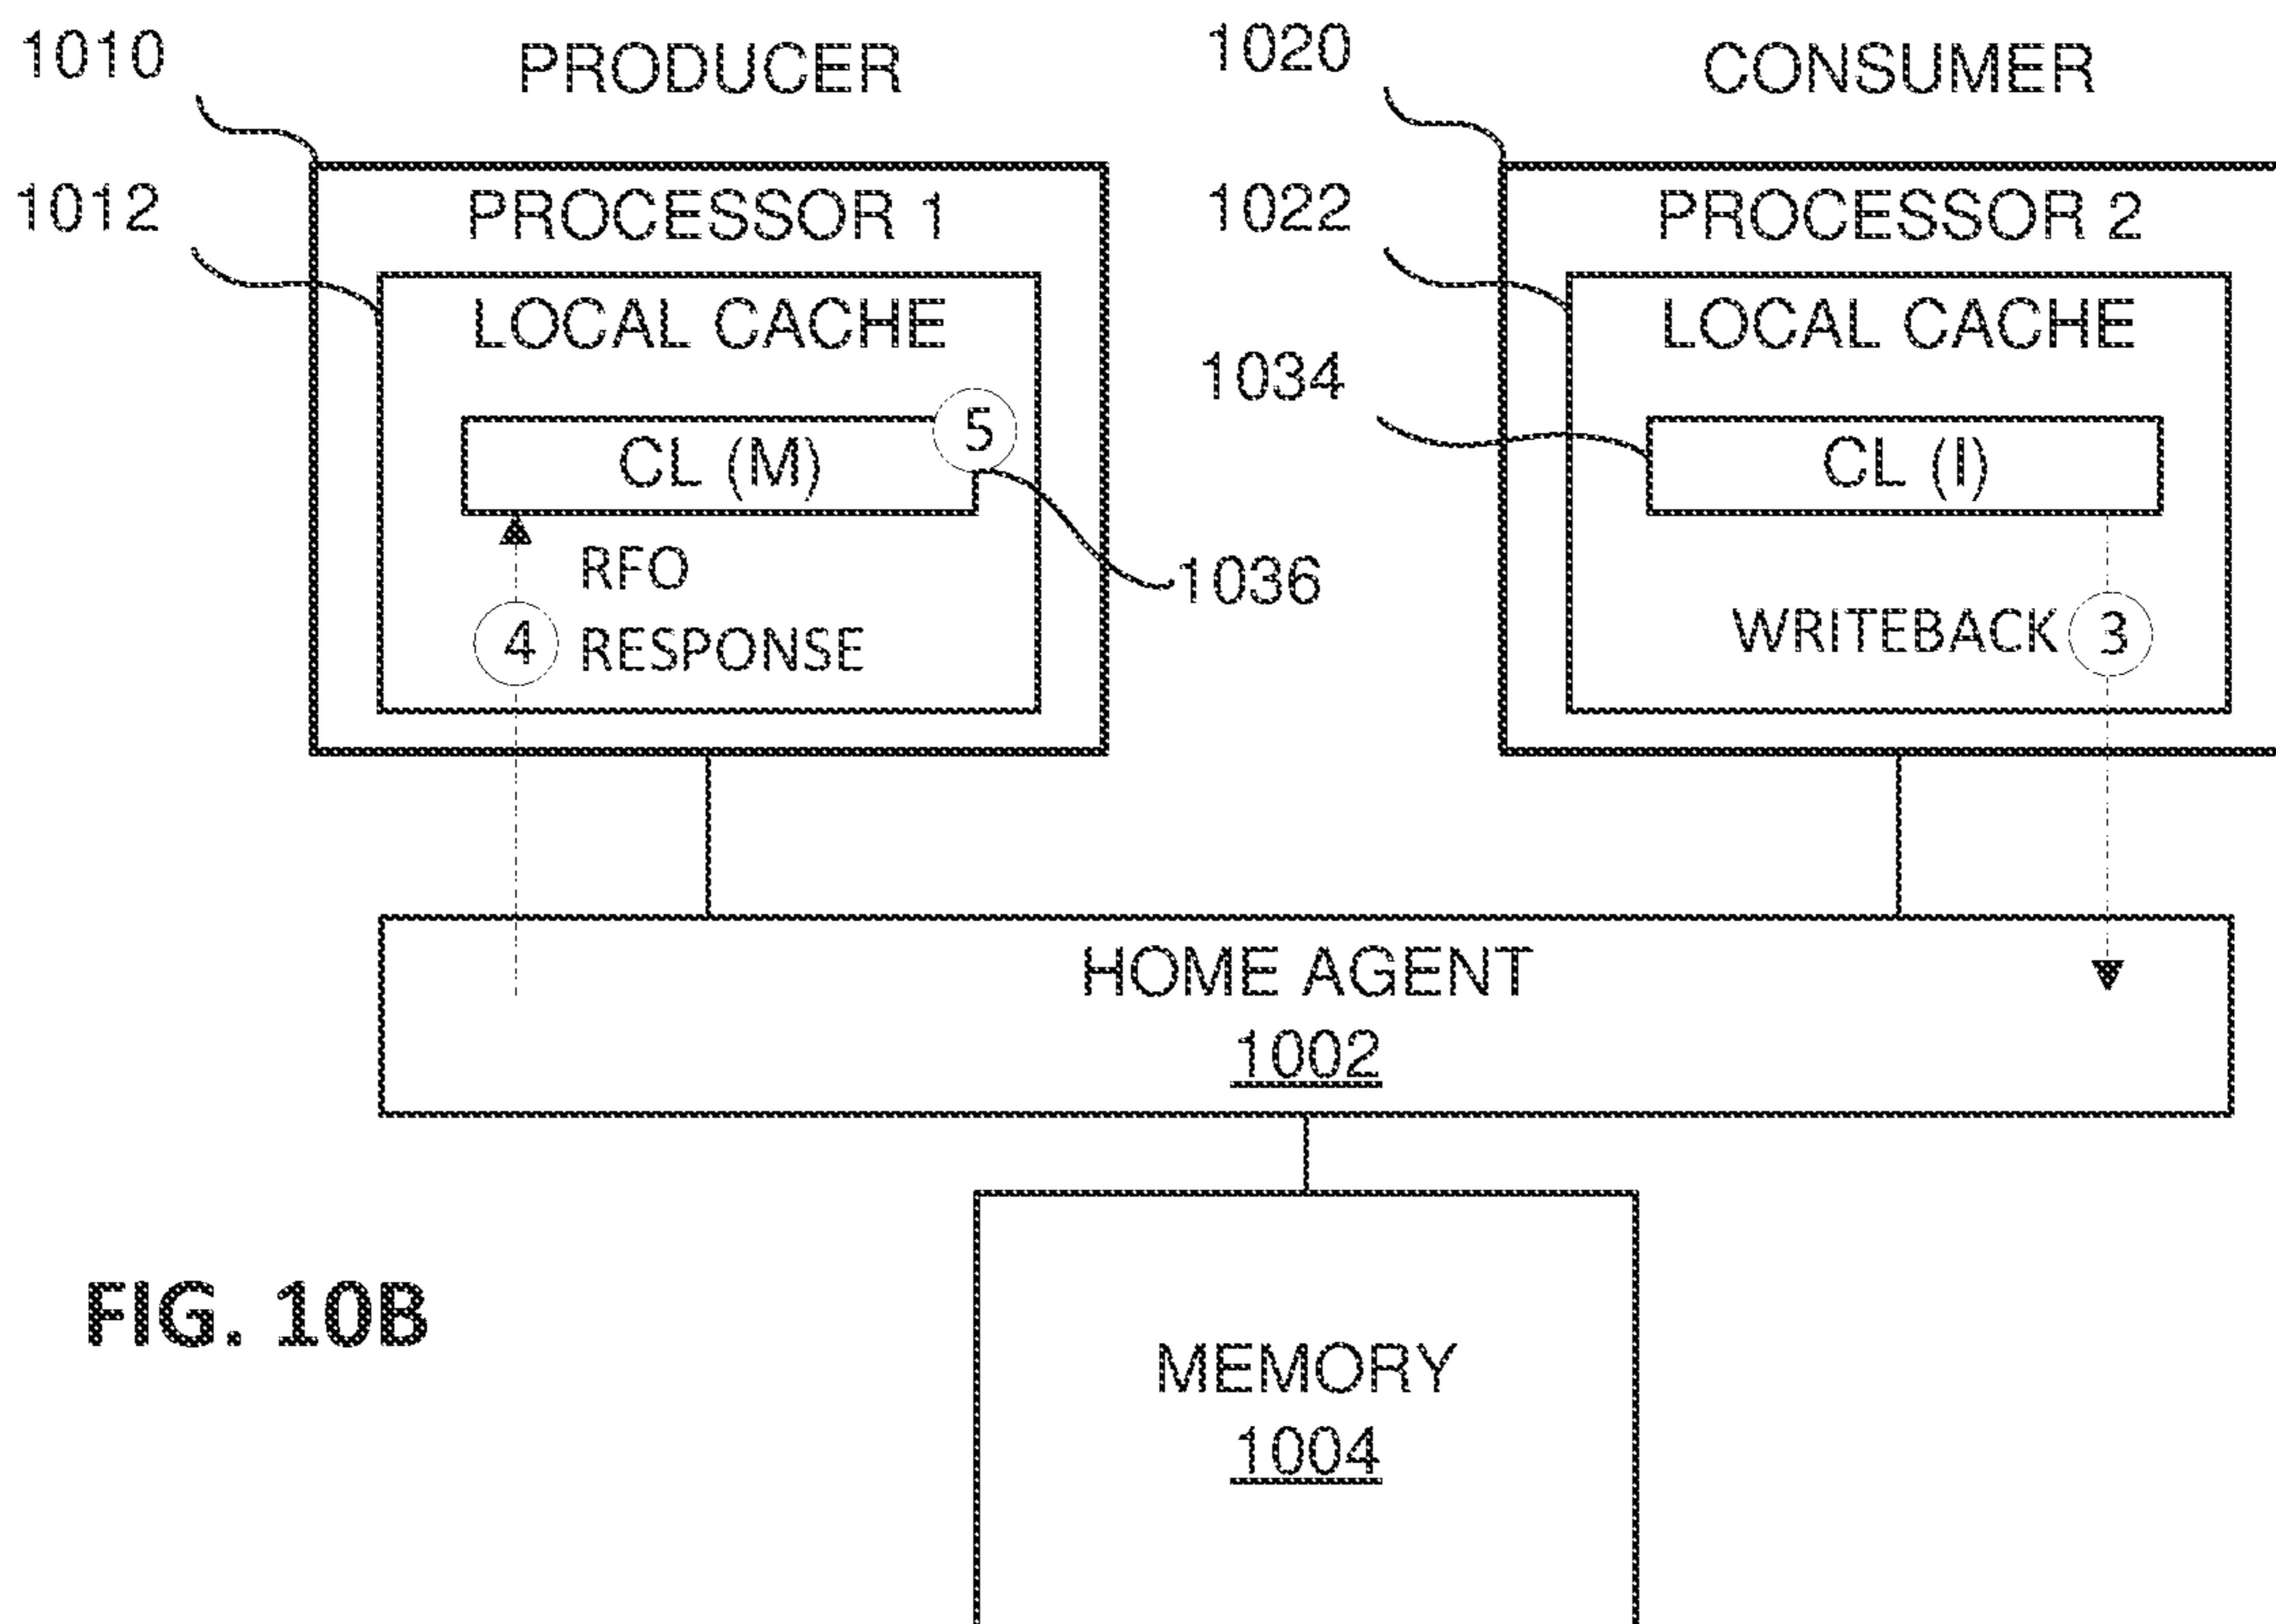 1010
PRODUCER
1020
CONSUMER
1012
PROCESSOR 1
1022
PROCESSOR 2
LOCAL CACHE
LOCAL CACHE
1034
5
CL (M)
CL (I)
RFO
1036
4
RESPONSE
WRITEBACK 3
HOME AGENT
1002
MEMORY
1004
FIG. 10B